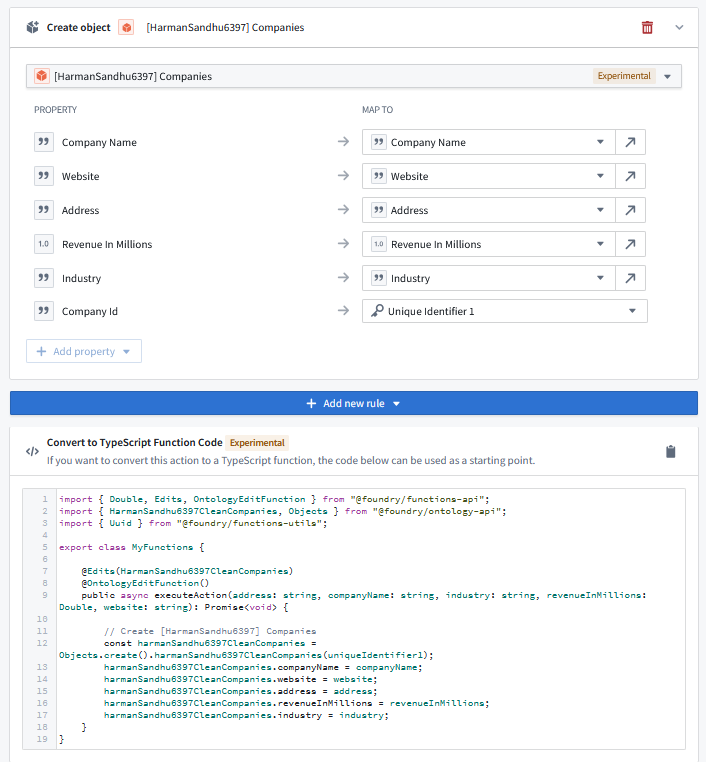 Create object [HarmanSandhu6397] Companies
[HarmanSandhu6397] Companies Experimental
PROPERTY MAP TO
Company Name Company Name
Website Website
Address Address
1.0 Revenue In Millions 1.0 Revenue In Millions
Industry Industry
Company Id Unique Identifier 1
Add property
Add new rule
Convert to TypeScript Function Code Experimental
If you want to convert this action to a TypeScript function, the code below can be used as a starting point.
1 import { Double, Edits, OntologyEditFunction } from "@foundry/functions-api";
2 import { HarmanSandhu6397CleanCompanies, Objects } from "@foundry/ontology-api";
3 import { Uuid } from "@foundry/functions-utils";
4
5 export class MyFunctions {
6
7 @Edits(HarmanSandhu6397CleanCompanies)
8 @OntologyEditFunction()
9 public async executeAction(address: string, companyName: string, industry: string, revenueInMillions:
Double, website: string): Promise<void> {
10
11 // Create [HarmanSandhu6397] Companies
12 const harmanSandhu6397CleanCompanies =
Objects.create().harmanSandhu6397CleanCompanies(uniqueIdentifier1);
13 harmanSandhu6397CleanCompanies.companyName = companyName;
14 harmanSandhu6397CleanCompanies.website = website;
15 harmanSandhu6397CleanCompanies.address = address;
16 harmanSandhu6397CleanCompanies.revenueInMillions = revenueInMillions;
17 harmanSandhu6397CleanCompanies.industry = industry;
18 }
19 }